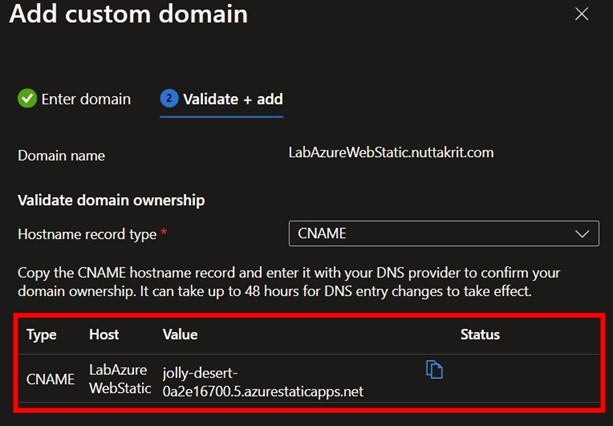 Add custom domain
Enter domain
2 Validate + add
Domain name LabAzureWebStatic.nuttakrit.com
Validate domain ownership
Hostname record type * CNAME
Copy the CNAME hostname record and enter it with your DNS provider to confirm your
domain ownership. It can take up to 48 hours for DNS entry changes to take effect.
Type Host Value Status
CNAME LabAzure
WebStatic jolly-desert-
0a2e16700.5.azurestaticapps.net